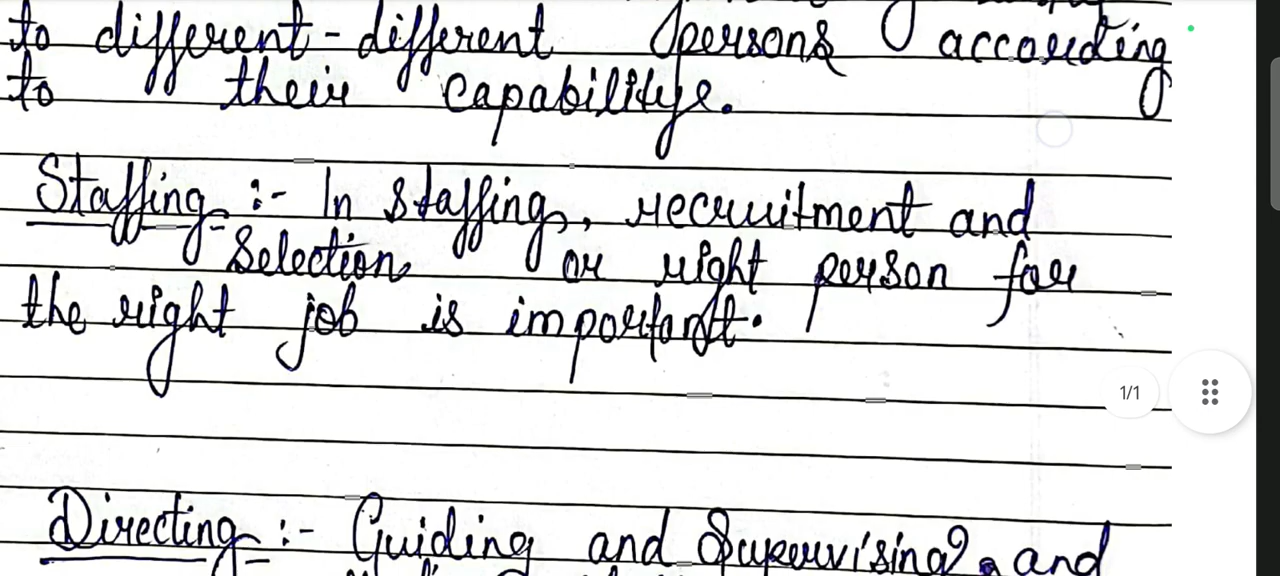 to different-different persons according
to their capabilitye.
Staffing :- In staffing, recruitment and
Selection or right person for
the right job is important.
1/1
Directing :- Guiding and Supervising, and